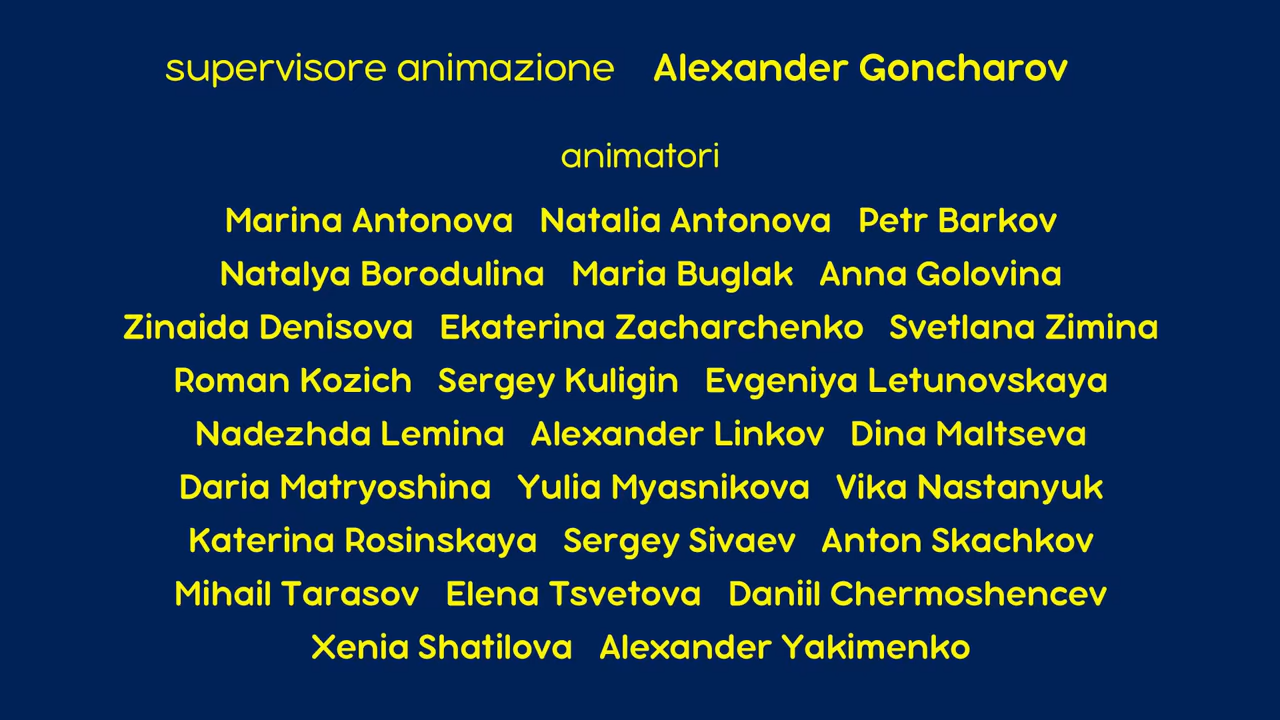 supervisore animazione Alexander Goncharov
animatori
Marina Antonova Natalia Antonova Petr Barkov
Natalya Borodulina Maria Buglak Anna Golovina
Zinaida Denisova Ekaterina Zacharchenko Svetlana Zimina
Roman Kozich Sergey Kuligin Evgeniya Letunovskaya
Nadezhda Lemina Alexander Linkov Dina Maltseva
Daria Matryoshina Yulia Myasnikova Vika Nastanyuk
Katerina Rosinskaya Sergey Sivaev Anton Skachkov
Mihail Tarasov Elena Tsvetova Daniil Chermoshencev
Xenia Shatilova Alexander Yakimenko